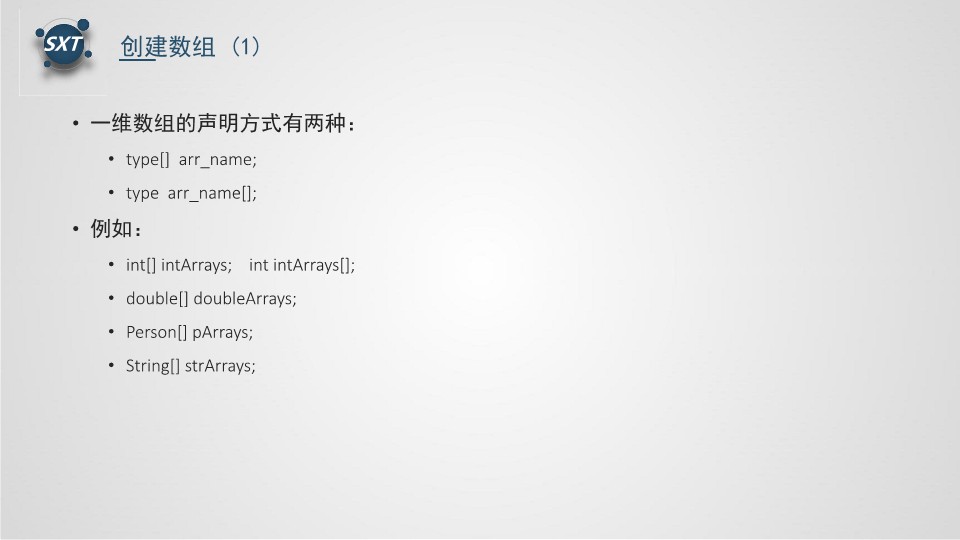 SXT
创建数组（1）
• 一维数组的声明方式有两种：
• type[]  arr_name;
• type  arr_name[];
• 例如：
• int[] intArrays;    int intArrays[];
• double[] doubleArrays;
• Person[] pArrays;
• String[] strArrays;